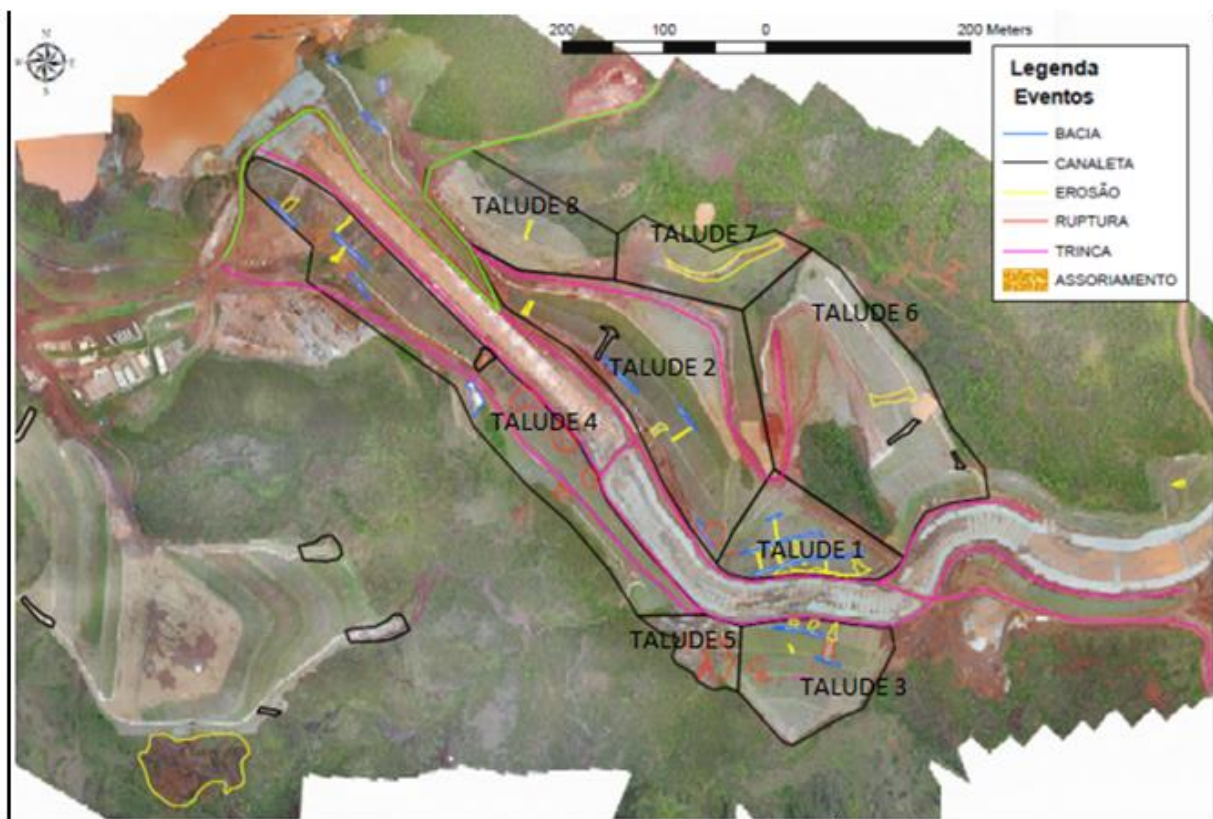 200 100 0 200 Meters
N
W
E
S
Legenda
Eventos
BACIA
CANALETA
EROSÃO
RUPTURA
TRINCA
ASSORIAMENTO
TALUDE 8
TALUDE 7
TALUDE 6
TALUDE 2
TALUDE 4
TALUDE 1
TALUDE 5
TALUDE 3